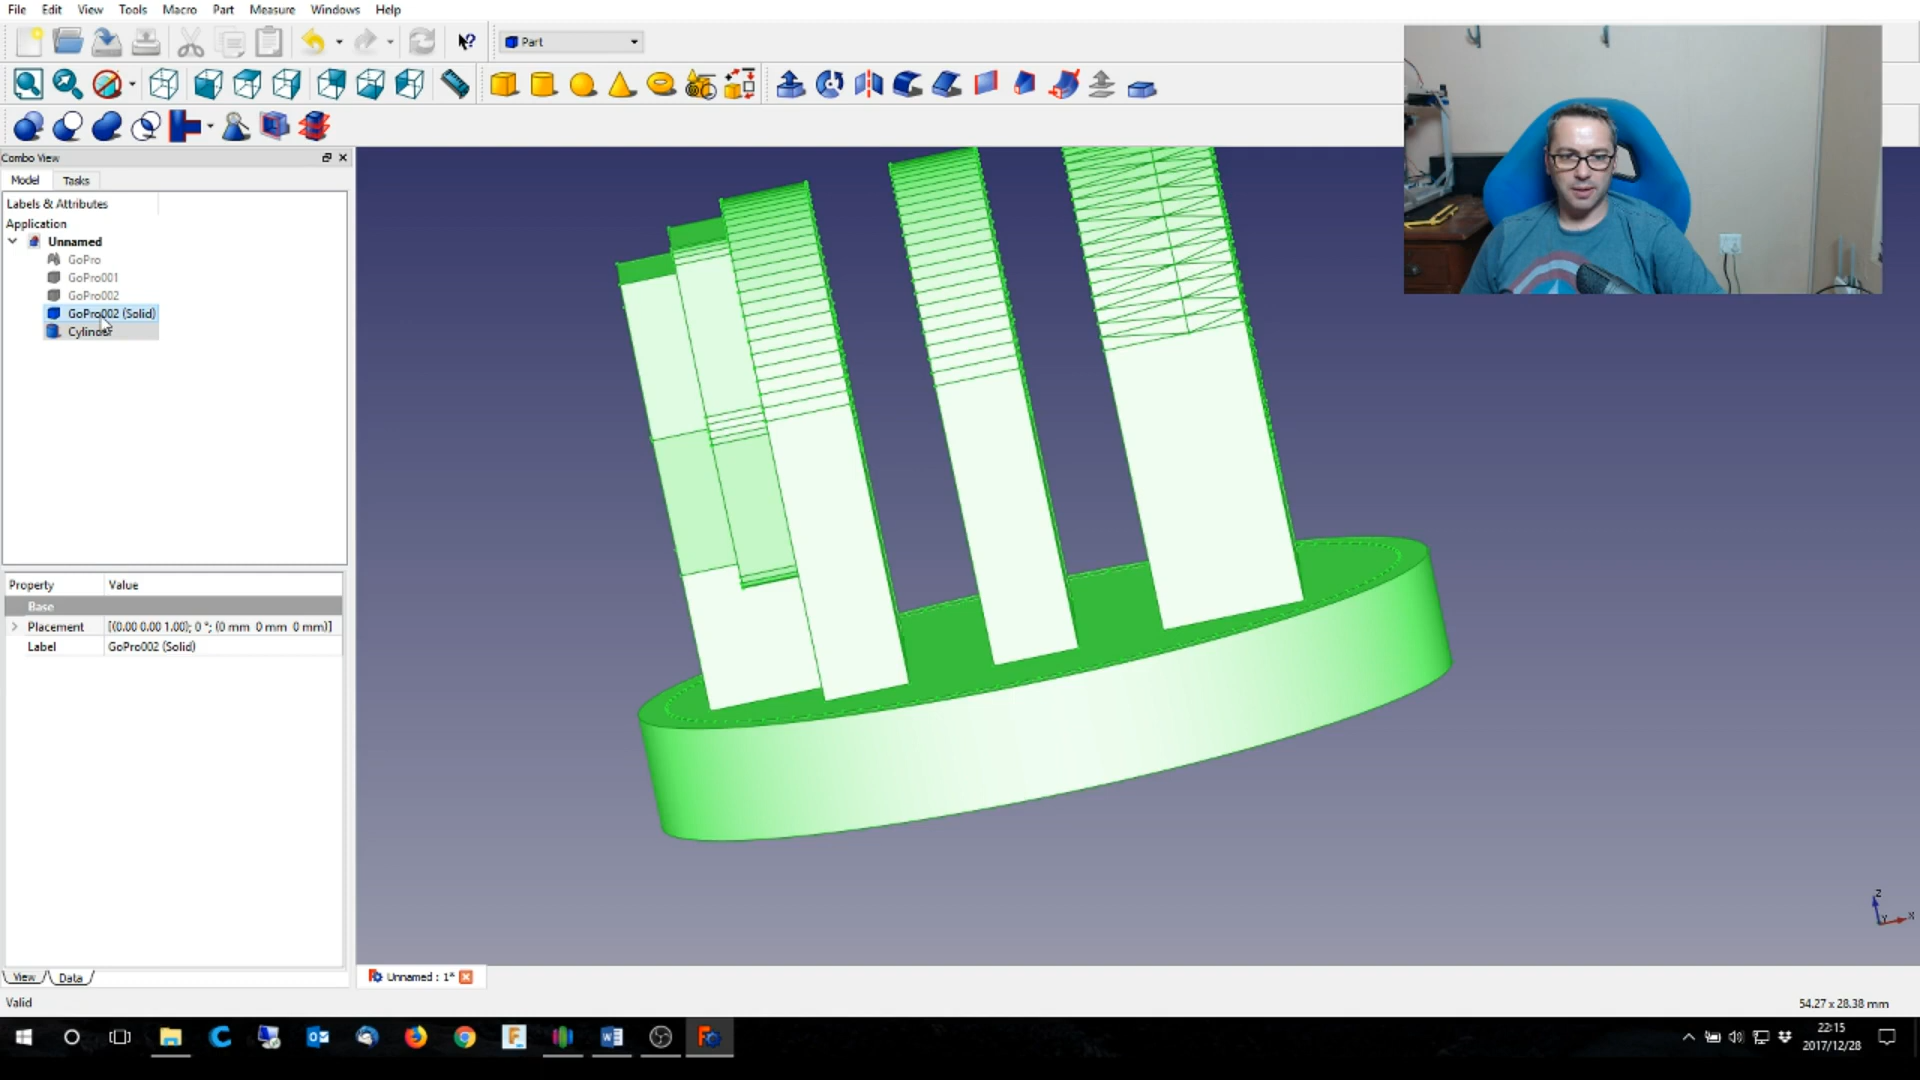 File Edit View Tools Macro Part Measure Windows Help
Part
Combo View
Model Tasks
Labels & Attributes
Application
Unnamed
GoPro
GoPro001
GoPro002
GoPro002 (Solid)
Cylinder
Property Value
Base
Placement [(0.00 0.00 1.00); 0 °; (0 mm 0 mm 0 mm)]
Label GoPro002 (Solid)
View Data
Unnamed : 1*
Valid
54.27 x 28.38 mm
Z
Y X
22:15
2017/12/28